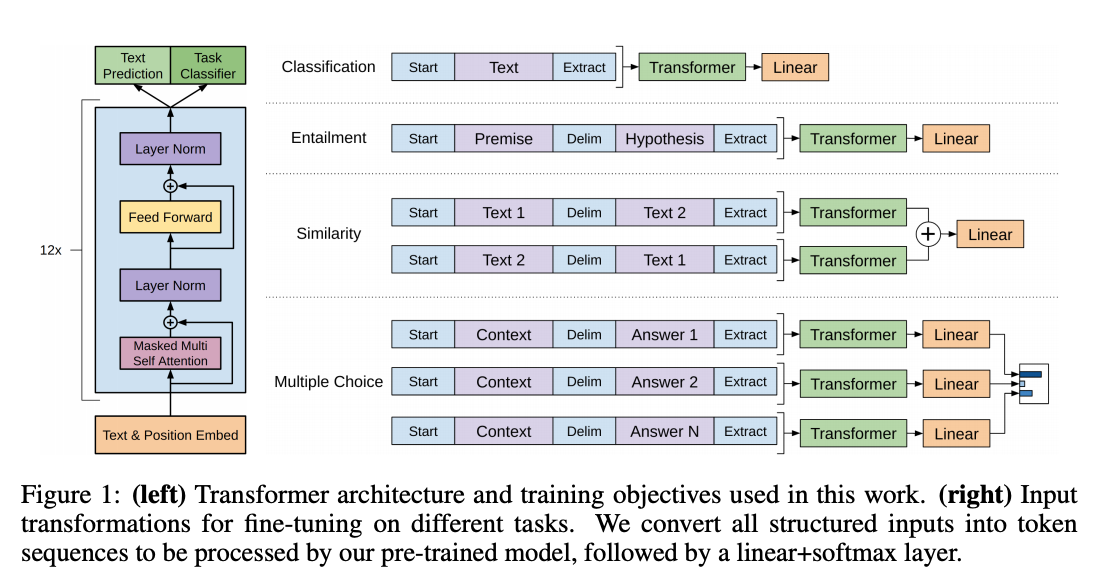 Text
Prediction
Task
Classifier
12x
Layer Norm
Feed Forward
Layer Norm
Masked Multi
Self Attention
Text & Position Embed
Classification Start Text Extract Transformer Linear
Entailment Start Premise Delim Hypothesis Extract Transformer Linear
Similarity
Start Text 1 Delim Text 2 Extract Transformer
Start Text 2 Delim Text 1 Extract Transformer
Linear
Multiple Choice
Start Context Delim Answer 1 Extract Transformer Linear
Start Context Delim Answer 2 Extract Transformer Linear
Start Context Delim Answer N Extract Transformer Linear
Figure 1: (left) Transformer architecture and training objectives used in this work. (right) Input
transformations for fine-tuning on different tasks. We convert all structured inputs into token
sequences to be processed by our pre-trained model, followed by a linear+softmax layer.